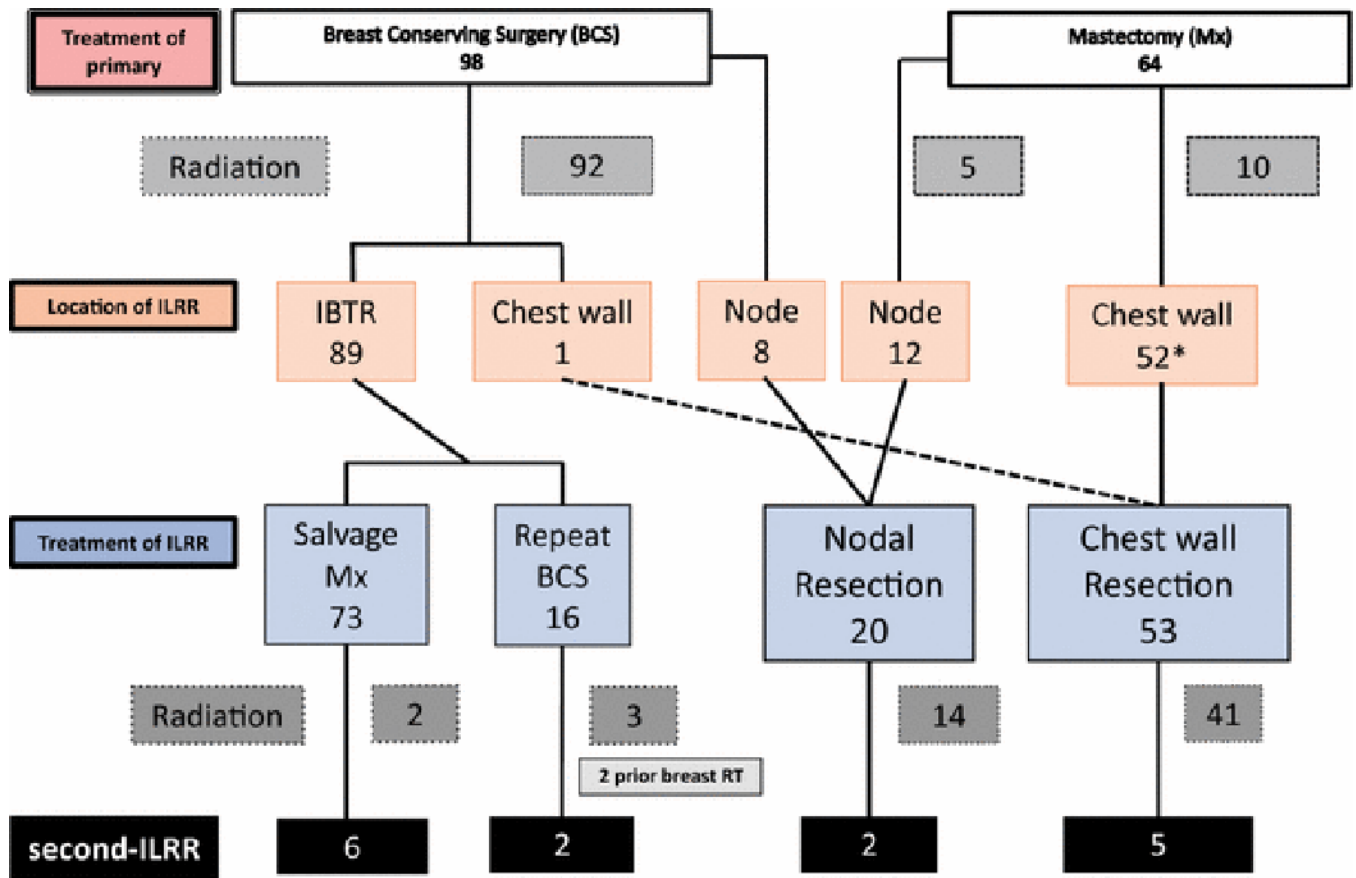 Treatment of
primary
Breast Conserving Surgery (BCS)
98
Mastectomy (Mx)
64
Radiation
92
5
10
Location of ILRR
IBTR
89
Chest wall
1
Node
8
Node
12
Chest wall
52*
Treatment of ILRR
Salvage
Mx
73
Repeat
BCS
16
Nodal
Resection
20
Chest wall
Resection
53
Radiation
2
3
14
41
2 prior breast RT
second-ILRR
6
2
2
5